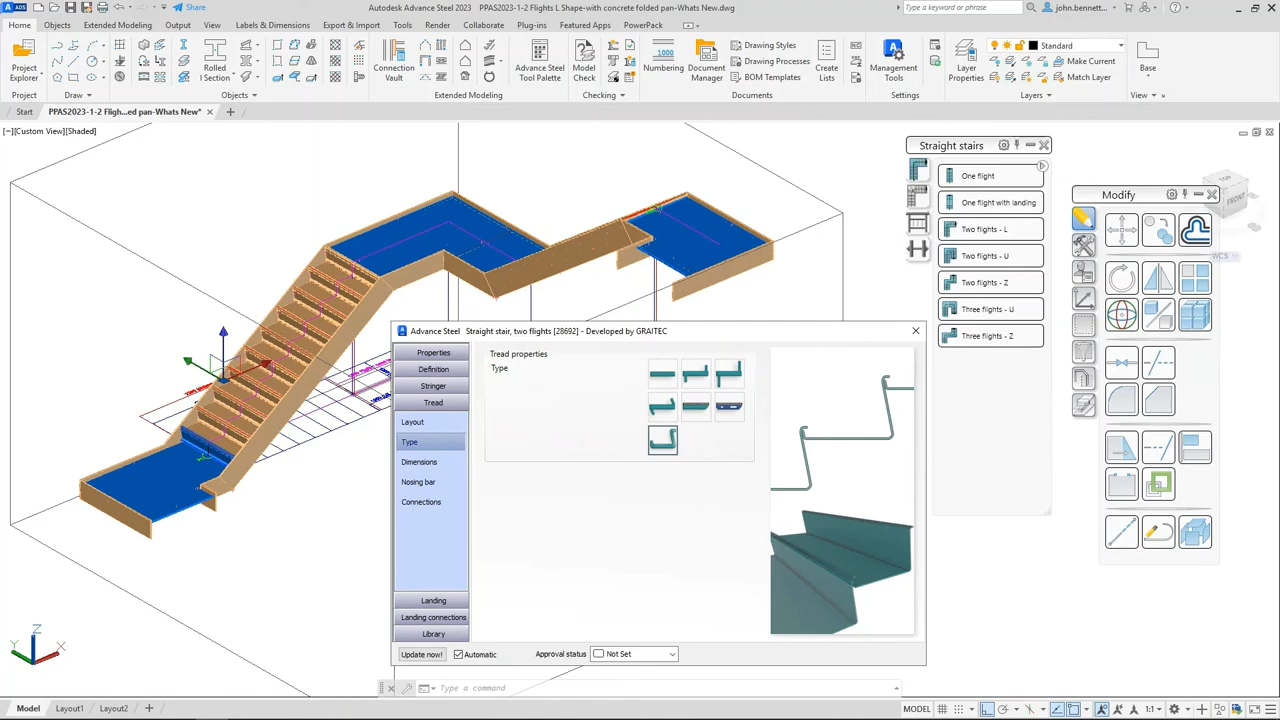 ADS
Share
Autodesk Advance Steel 2023 PPAS2023-1-2 Flights L Shape-with concrete folded pan-Whats New.dwg
Type a keyword or phrase
john.bennett...
Home Objects Extended Modeling Output View Labels & Dimensions Export & Import Tools Render Collaborate Plug-ins Featured Apps PowerPack
Project Explorer
Rolled I Section
Connection Vault
Advance Steel Tool Palette
Model Check
1000
Numbering
Document Manager
Drawing Styles
Drawing Processes
BOM Templates
Create Lists
Management Tools
Layer Properties
Standard
Make Current
Match Layer
Base
Project Draw Objects Extended Modeling Checking Documents Settings Layers View
Start PPAS2023-1-2 Fligh...ed pan-Whats New*
[−][Custom View][Shaded]
Straight stairs
One flight
One flight with landing
Two flights - L
Two flights - U
Two flights - Z
Three flights - U
Three flights - Z
Modify
TOP
FRONT
WCS
Advance Steel Straight stair, two flights [28692] - Developed by GRAITEC
Properties
Definition
Stringer
Tread
Layout
Type
Dimensions
Nosing bar
Connections
Landing
Landing connections
Library
Tread properties
Type
Update now!
Automatic
Approval status
Not Set
Z
Y
X
Type a command
Model Layout1 Layout2
MODEL
1:1